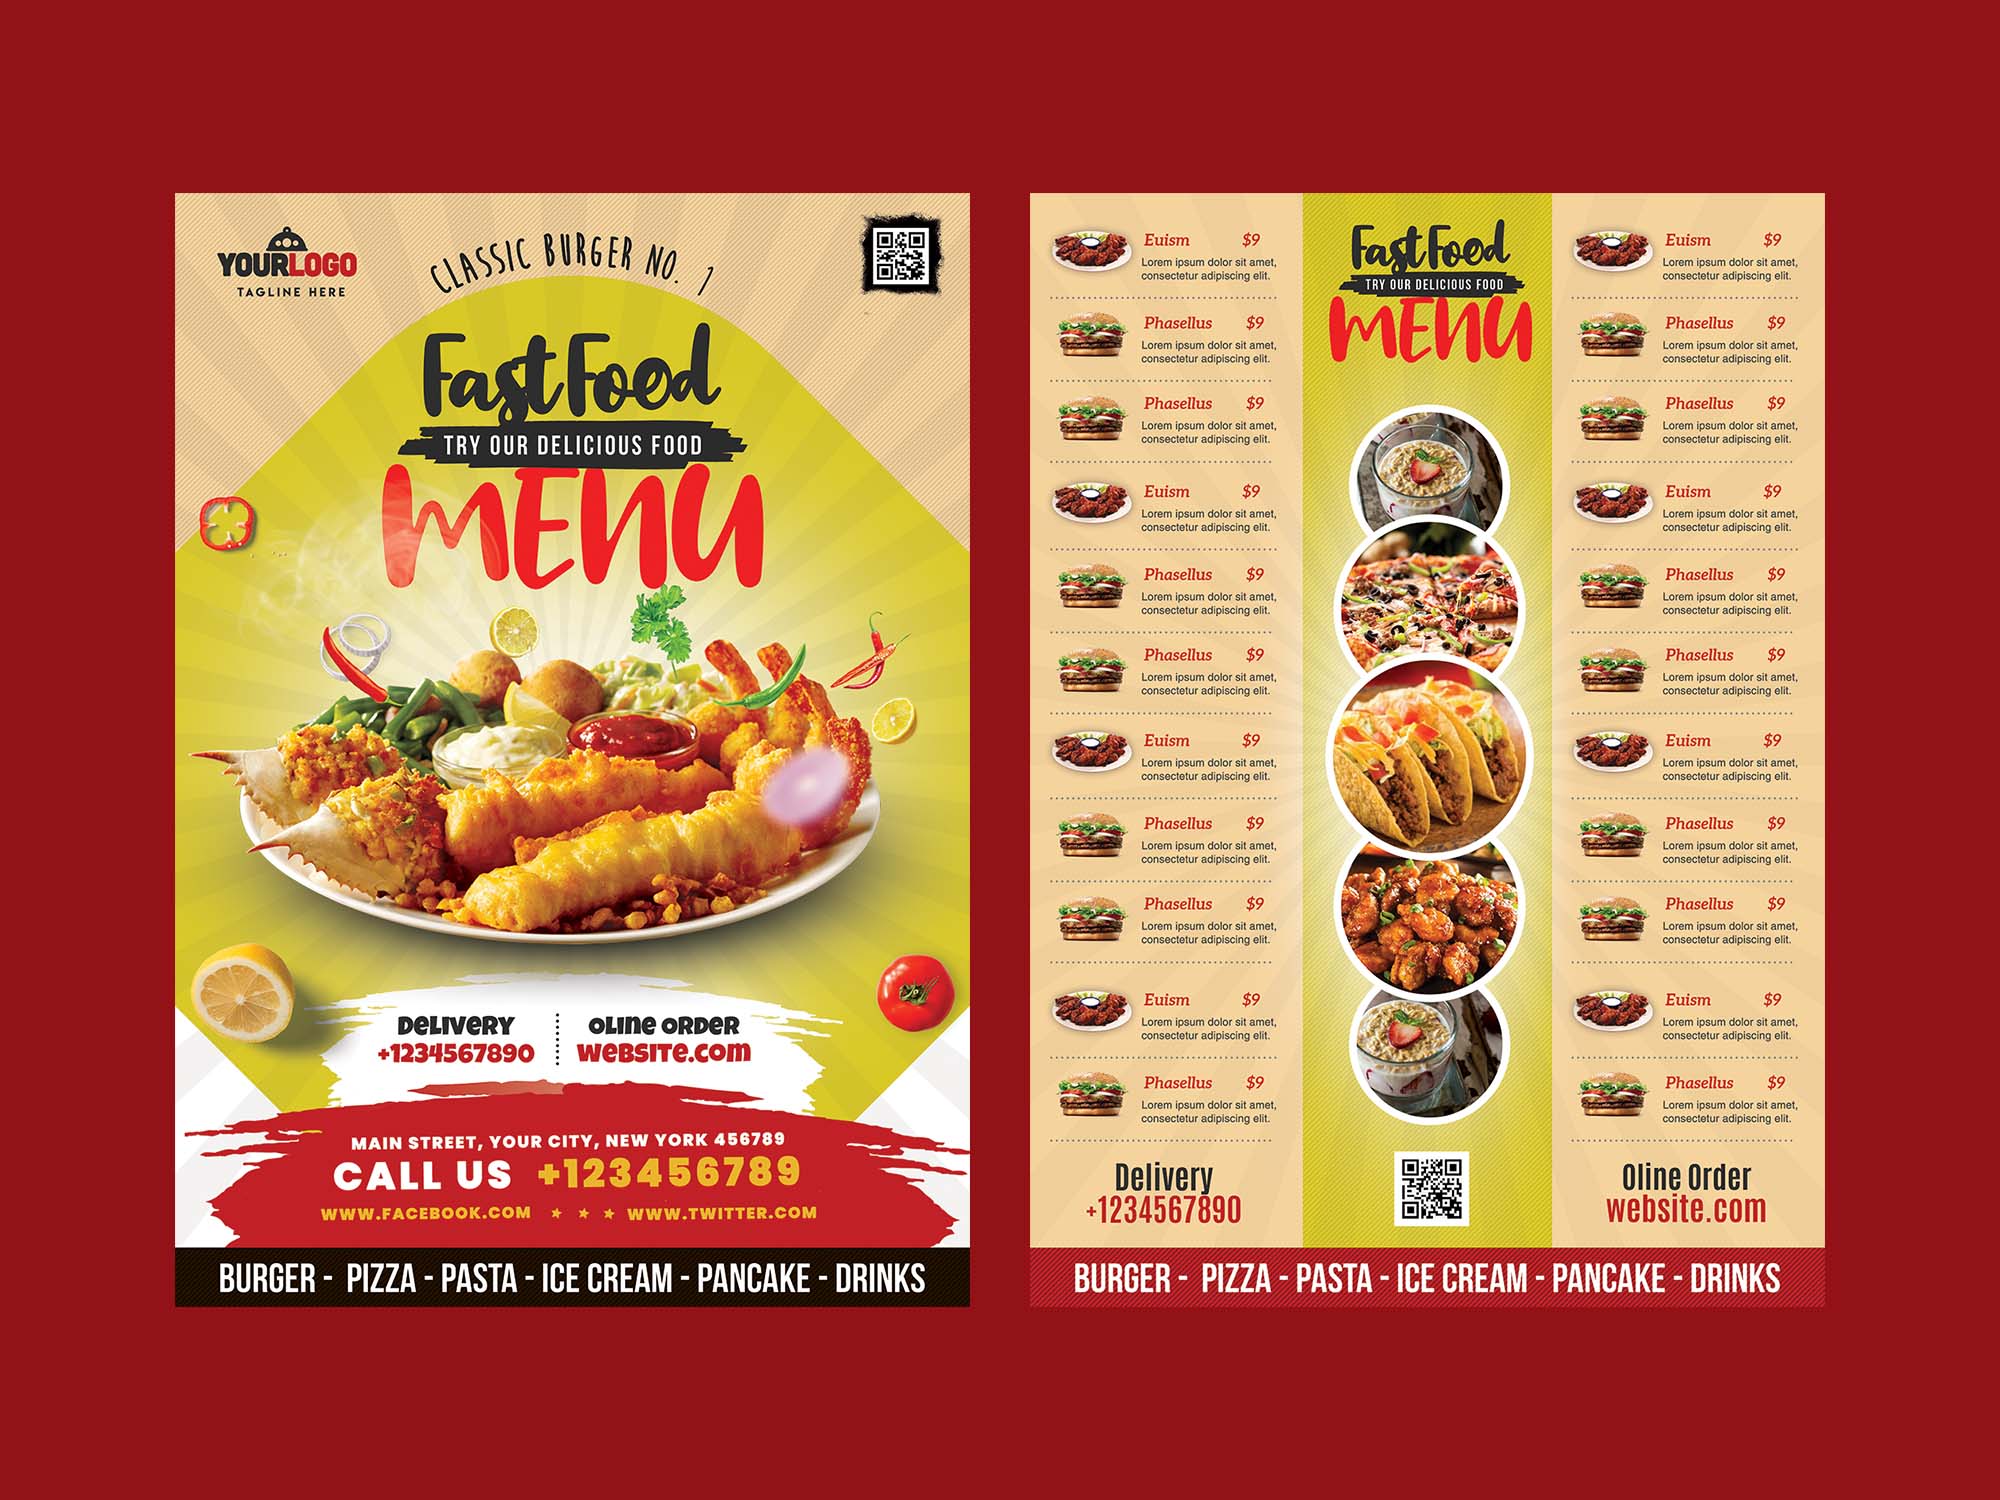 YOURLOGO
TAGLINE HERE
CLASSIC BURGER NO. 1
Fast Food
TRY OUR DELICIOUS FOOD
MENU
DELIVERY
+1234567890
OLINE ORDER
WEBSITE.COM
MAIN STREET, YOUR CITY, NEW YORK 456789
CALL US +123456789
WWW.FACEBOOK.COM ★ ★ ★ WWW.TWITTER.COM
BURGER - PIZZA - PASTA - ICE CREAM - PANCAKE - DRINKS
Euism $9
Lorem ipsum dolor sit amet,
consectetur adipiscing elit.
Phasellus $9
Lorem ipsum dolor sit amet,
consectetur adipiscing elit.
Phasellus $9
Lorem ipsum dolor sit amet,
consectetur adipiscing elit.
Euism $9
Lorem ipsum dolor sit amet,
consectetur adipiscing elit.
Phasellus $9
Lorem ipsum dolor sit amet,
consectetur adipiscing elit.
Phasellus $9
Lorem ipsum dolor sit amet,
consectetur adipiscing elit.
Euism $9
Lorem ipsum dolor sit amet,
consectetur adipiscing elit.
Phasellus $9
Lorem ipsum dolor sit amet,
consectetur adipiscing elit.
Phasellus $9
Lorem ipsum dolor sit amet,
consectetur adipiscing elit.
Euism $9
Lorem ipsum dolor sit amet,
consectetur adipiscing elit.
Phasellus $9
Lorem ipsum dolor sit amet,
consectetur adipiscing elit.
Delivery
+1234567890
Fast Food
TRY OUR DELICIOUS FOOD
MENU
Euism $9
Lorem ipsum dolor sit amet,
consectetur adipiscing elit.
Phasellus $9
Lorem ipsum dolor sit amet,
consectetur adipiscing elit.
Phasellus $9
Lorem ipsum dolor sit amet,
consectetur adipiscing elit.
Euism $9
Lorem ipsum dolor sit amet,
consectetur adipiscing elit.
Phasellus $9
Lorem ipsum dolor sit amet,
consectetur adipiscing elit.
Phasellus $9
Lorem ipsum dolor sit amet,
consectetur adipiscing elit.
Euism $9
Lorem ipsum dolor sit amet,
consectetur adipiscing elit.
Phasellus $9
Lorem ipsum dolor sit amet,
consectetur adipiscing elit.
Phasellus $9
Lorem ipsum dolor sit amet,
consectetur adipiscing elit.
Euism $9
Lorem ipsum dolor sit amet,
consectetur adipiscing elit.
Phasellus $9
Lorem ipsum dolor sit amet,
consectetur adipiscing elit.
Oline Order
website.com
BURGER - PIZZA - PASTA - ICE CREAM - PANCAKE - DRINKS